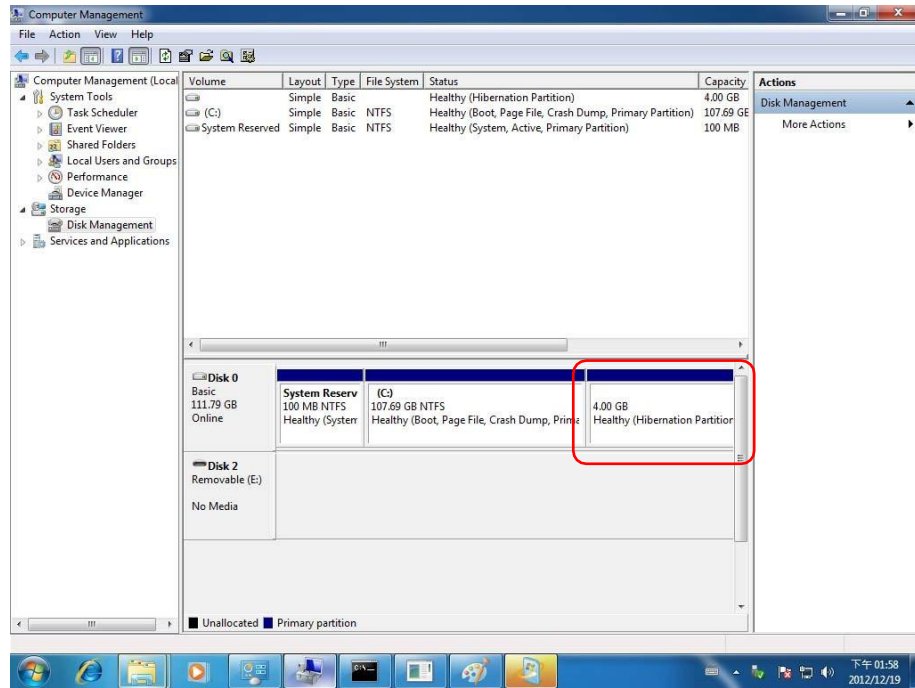 Computer Management
File Action View Help
Computer Management (Local
System Tools
Task Scheduler
Event Viewer
Shared Folders
Local Users and Groups
Performance
Device Manager
Storage
Disk Management
Services and Applications
Volume Layout Type File System Status Capacity
Simple Basic Healthy (Hibernation Partition) 4.00 GB
(C:) Simple Basic NTFS Healthy (Boot, Page File, Crash Dump, Primary Partition) 107.69 GE
System Reserved Simple Basic NTFS Healthy (System, Active, Primary Partition) 100 MB
Actions
Disk Management
More Actions
Disk 0
Basic
111.79 GB
Online
System Reserv
100 MB NTFS
Healthy (System
(C:)
107.69 GB NTFS
Healthy (Boot, Page File, Crash Dump, Prima
4.00 GB
Healthy (Hibernation Partition
Disk 2
Removable (E:)
No Media
Unallocated Primary partition
下午 01:58
2012/12/19